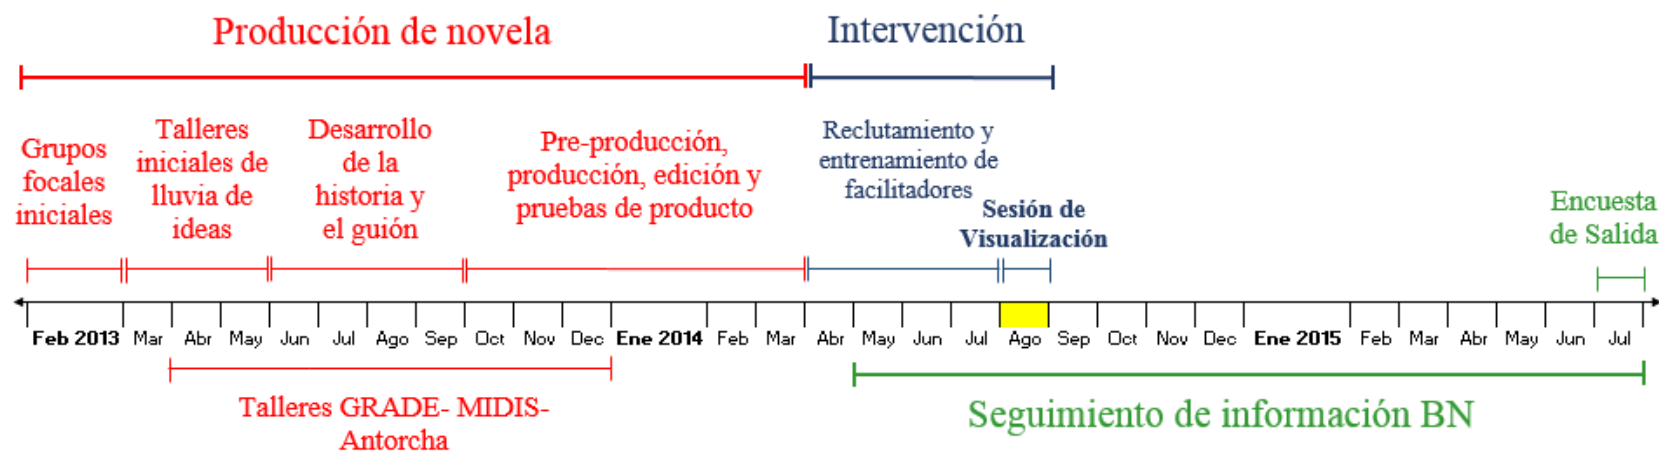 Producción de novela
Intervención
Grupos
focales
iniciales
Talleres
iniciales de
lluvia de
ideas
Desarrollo
de la
historia y
el guión
Pre-producción,
producción, edición y
pruebas de producto
Reclutamiento y
entrenamiento de
facilitadores
Sesión de
Visualización
Encuesta
de Salida
Feb 2013 Mar Abr May Jun Jul Ago Sep Oct Nov Dec Ene 2014 Feb Mar Abr May Jun Jul Ago Sep Oct Nov Dec Ene 2015 Feb Mar Abr May Jun Jul
Talleres GRADE- MIDIS-
Antorcha
Seguimiento de información BN